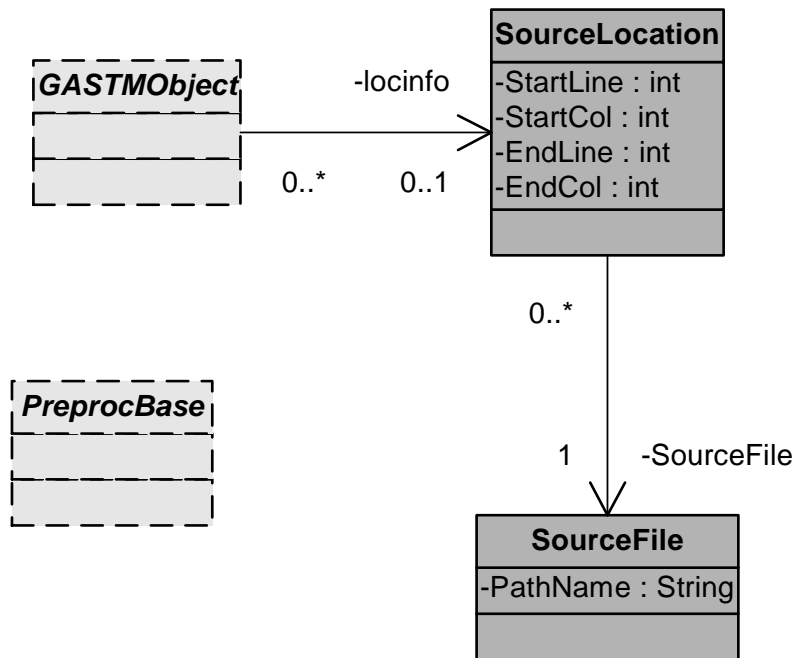 SourceLocation
GASTMObject
-locinfo
-StartLine : int
-StartCol : int
-EndLine : int
-EndCol : int
0..*
0..1
0..*
PreprocBase
1
-SourceFile
SourceFile
-PathName : String